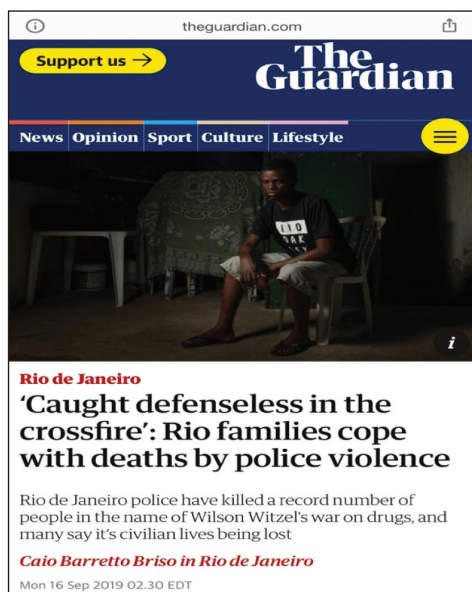 theguardian.com
Support us →
The
Guardian
News Opinion Sport Culture Lifestyle
Rio de Janeiro
‘Caught defenseless in the
crossfire’: Rio families cope
with deaths by police violence
Rio de Janeiro police have killed a record number of
people in the name of Wilson Witzel’s war on drugs, and
many say it’s civilian lives being lost
Caio Barretto Briso in Rio de Janeiro
Mon 16 Sep 2019 02.30 EDT